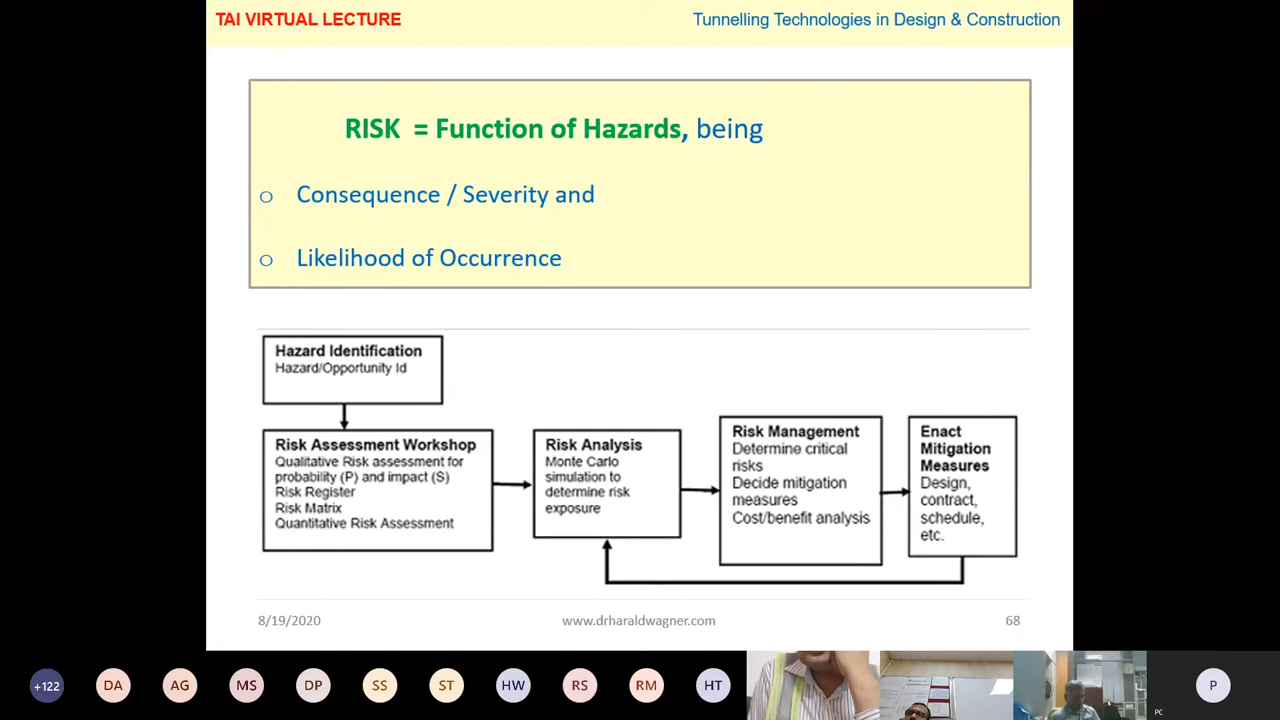 TAI VIRTUAL LECTURE
Tunnelling Technologies in Design & Construction
RISK = Function of Hazards, being
o Consequence / Severity and
o Likelihood of Occurrence
Hazard Identification
Hazard/Opportunity Id
Risk Assessment Workshop
Qualitative Risk assessment for
probability (P) and impact (S)
Risk Register
Risk Matrix
Quantitative Risk Assessment
Risk Analysis
Monte Carlo
simulation to
determine risk
exposure
Risk Management
Determine critical
risks
Decide mitigation
measures
Cost/benefit analysis
Enact
Mitigation
Measures
Design,
contract,
schedule,
etc.
8/19/2020
www.drharaldwagner.com
68
+122
DA
AG
MS
DP
SS
ST
HW
RS
RM
HT
P
PC